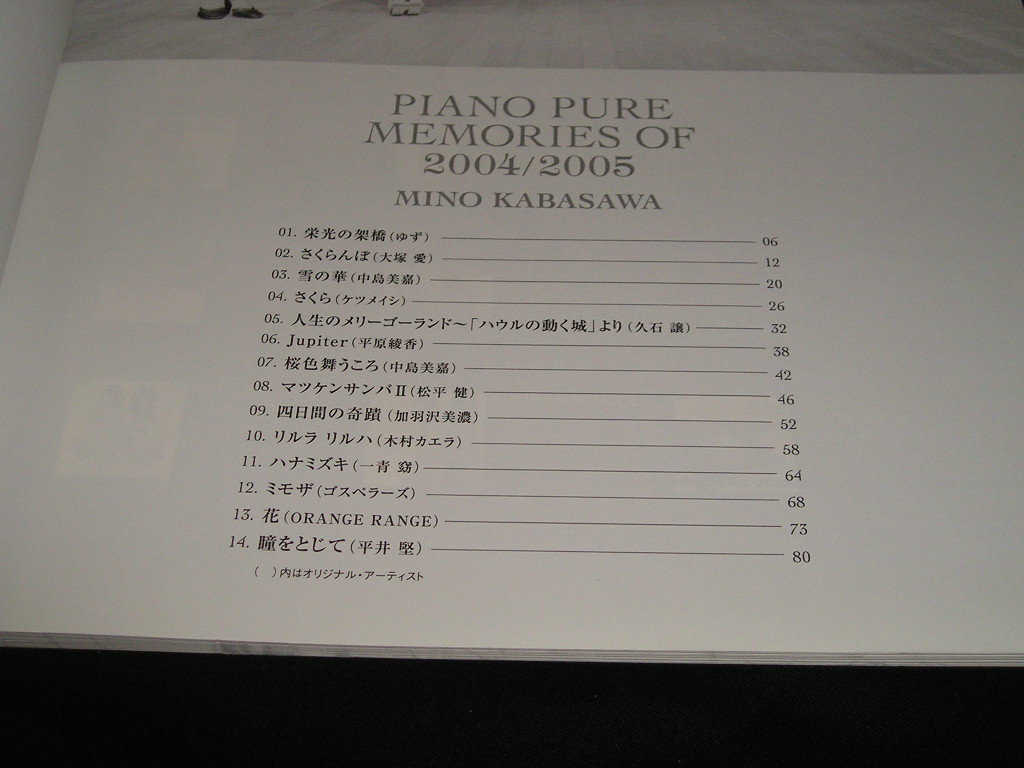 PIANO PURE
MEMORIES OF
2004/2005
MINO KABASAWA
01. 栄光の架橋(ゆず) 06
02. さくらんぼ(大塚 愛) 12
03. 雪の華(中島美嘉) 20
04. さくら(ケツメイシ) 26
05. 人生のメリーゴーランド〜「ハウルの動く城」より(久石 譲) 32
06. Jupiter(平原綾香) 38
07. 桜色舞うころ(中島美嘉) 42
08. マツケンサンバⅡ(松平 健) 46
09. 四日間の奇蹟(加羽沢美濃) 52
10. リルラ リルハ(木村カエラ) 58
11. ハナミズキ(一青 窈) 64
12. ミモザ(ゴスペラーズ) 68
13. 花(ORANGE RANGE) 73
14. 瞳をとじて(平井 堅) 80
( )内はオリジナル・アーティスト